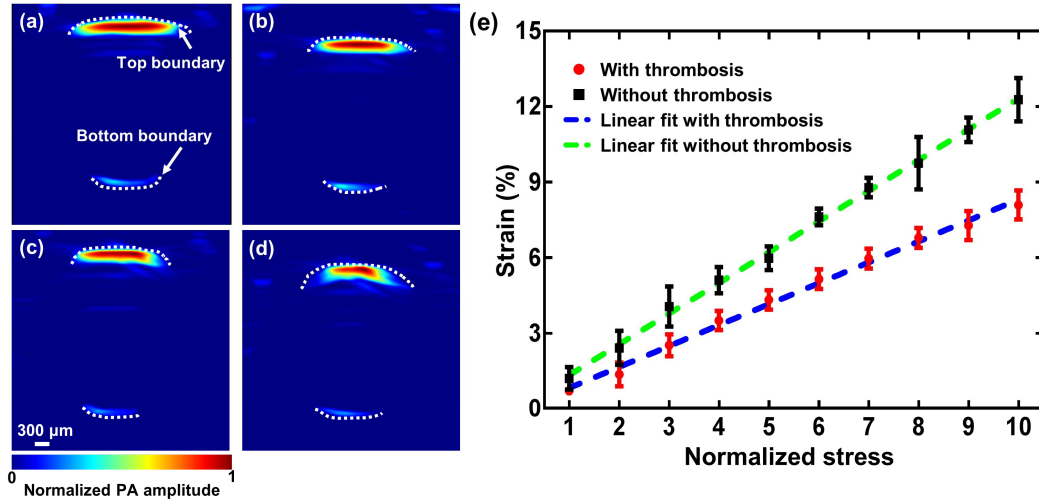 (a)
Top boundary
Bottom boundary
(b)
(c)
300 µm
(d)
0
1
Normalized PA amplitude
(e)
15
12
9
6
3
0
Strain (%)
With thrombosis
Without thrombosis
Linear fit with thrombosis
Linear fit without thrombosis
1 2 3 4 5 6 7 8 9 10
Normalized stress